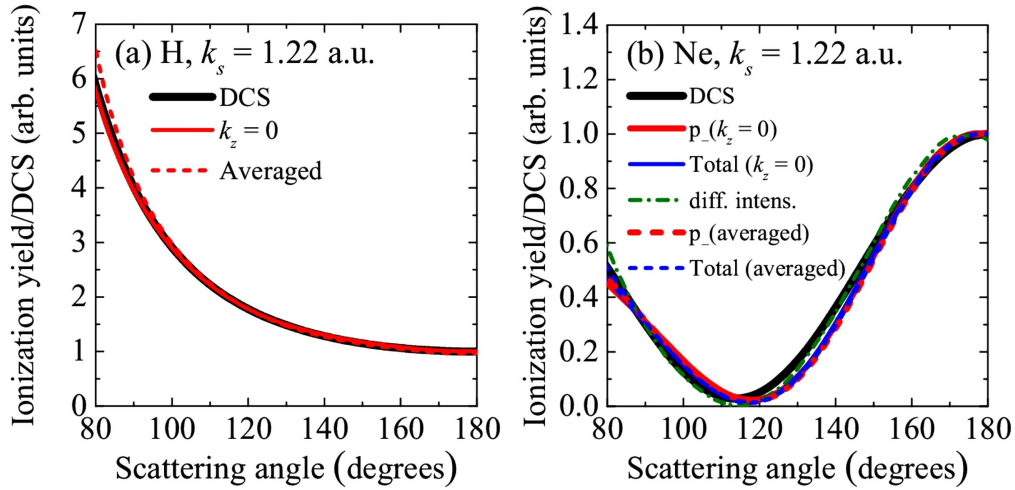 (a) H, kₛ = 1.22 a.u.
DCS
k_z = 0
Averaged
Ionization yield/DCS (arb. units)
7
6
5
4
3
2
1
0
80 100 120 140 160 180
Scattering angle (degrees)
(b) Ne, kₛ = 1.22 a.u.
DCS
p_(k_z = 0)
Total (k_z = 0)
diff. intens.
p_(averaged)
Total (averaged)
Ionization yield/DCS (arb. units)
1.4
1.2
1.0
0.8
0.6
0.4
0.2
0.0
80 100 120 140 160 180
Scattering angle (degrees)